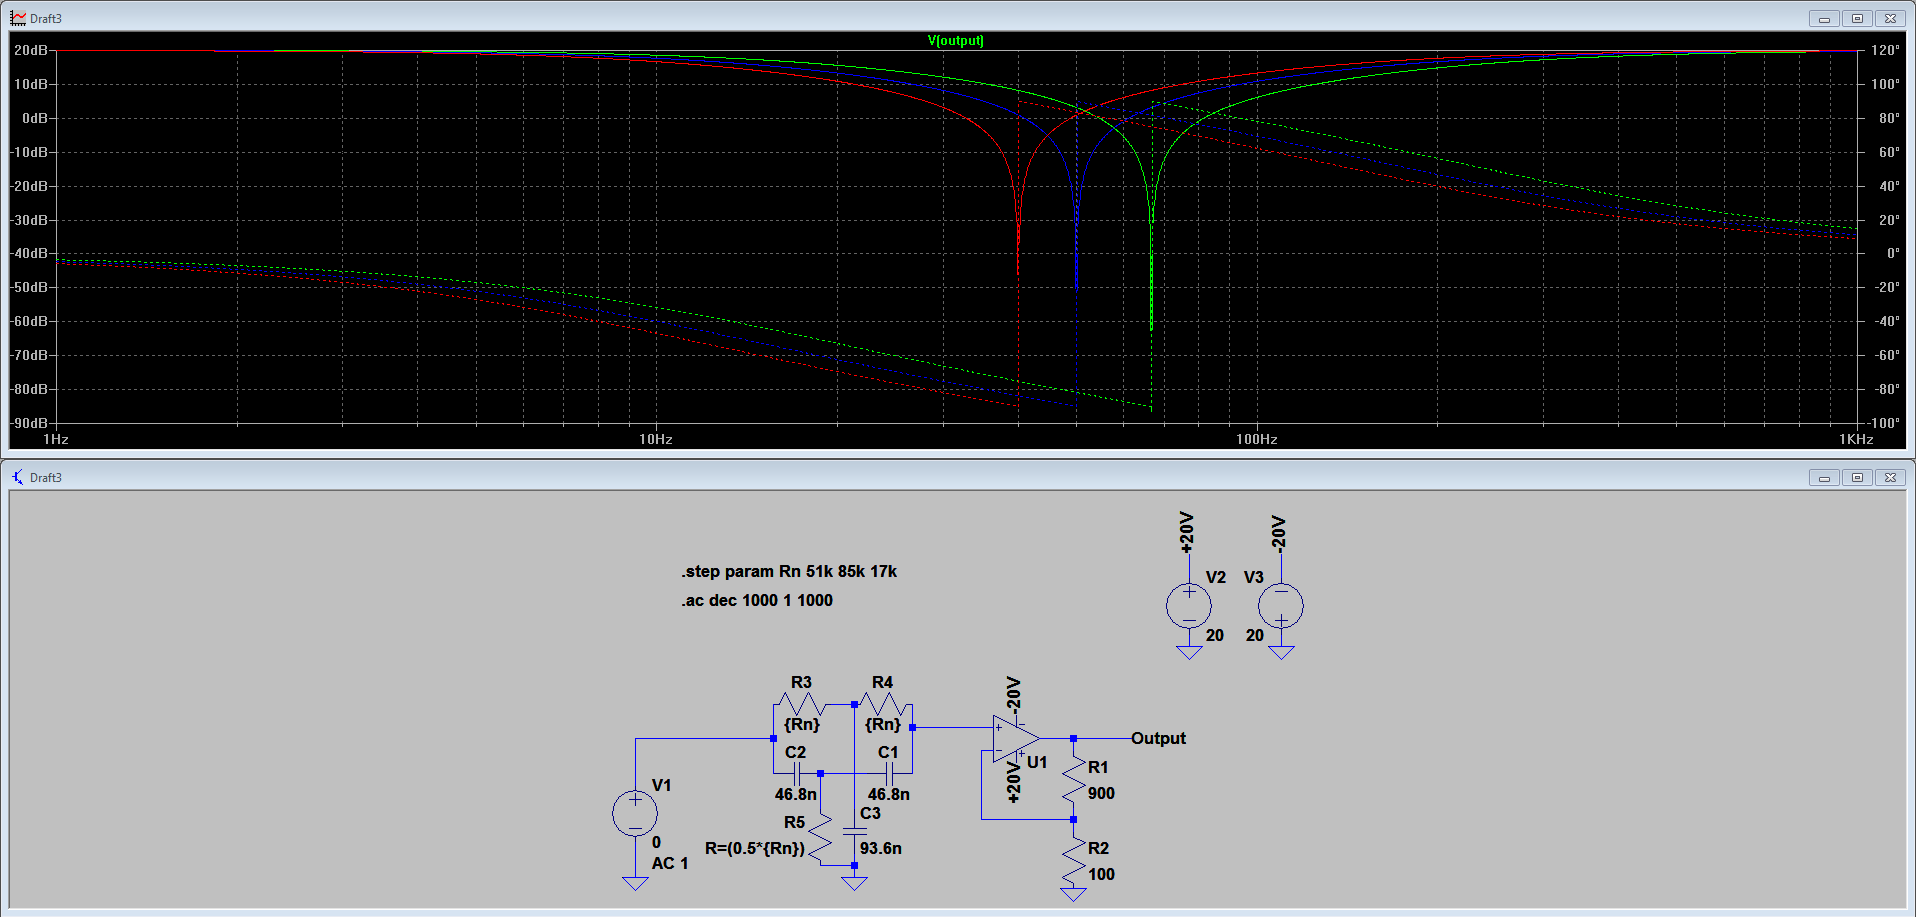 Draft3
V(output)
20dB
10dB
0dB
-10dB
-20dB
-30dB
-40dB
-50dB
-60dB
-70dB
-80dB
-90dB
120°
100°
80°
60°
40°
20°
0°
-20°
-40°
-60°
-80°
-100°
1Hz
10Hz
100Hz
1KHz
Draft3
+20V
-20V
.step param Rn 51k 85k 17k
.ac dec 1000 1 1000
V2
V3
20
20
R3
R4
{Rn}
{Rn}
-20V
C2
C1
46.8n
46.8n
U1
+20V
Output
R1
900
V1
0
AC 1
R5
R=(0.5*{Rn})
C3
93.6n
R2
100